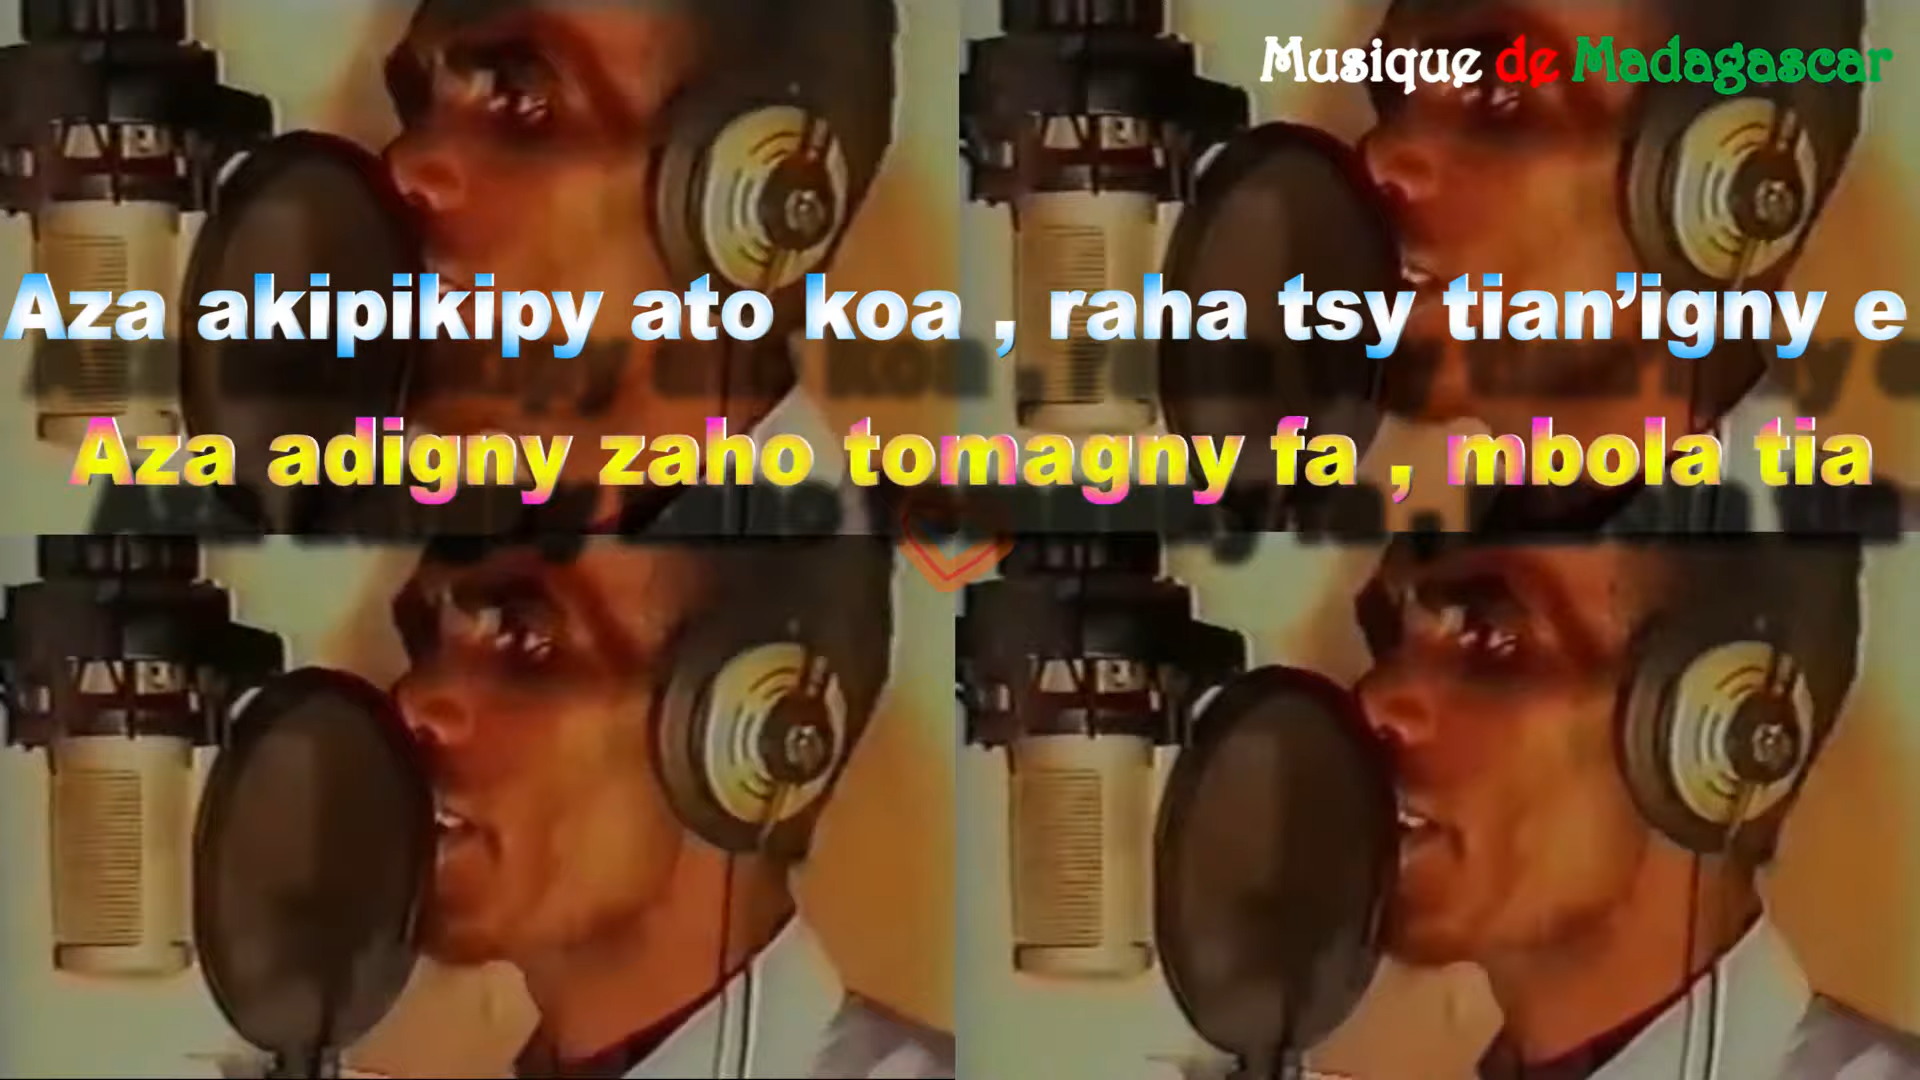 Musique de Madagascar
Aza akipikipy ato koa , raha tsy tian’igny e
Aza adigny zaho tomagny fa , mbola tia